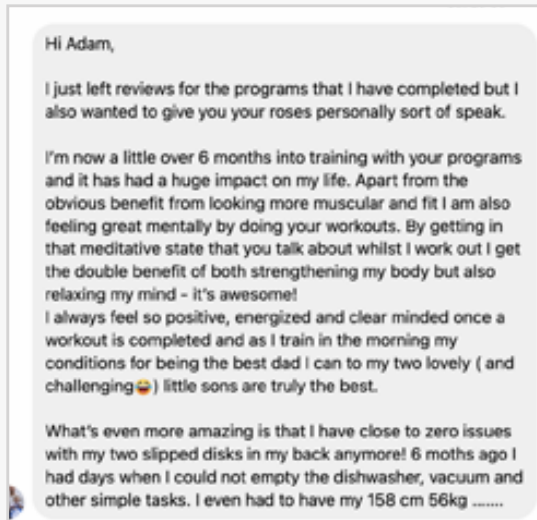 Hi Adam,
I just left reviews for the programs that I have completed but I
also wanted to give you your roses personally sort of speak.
I'm now a little over 6 months into training with your programs
and it has had a huge impact on my life. Apart from the
obvious benefit from looking more muscular and fit I am also
feeling great mentally by doing your workouts. By getting in
that meditative state that you talk about whilst I work out I get
the double benefit of both strengthening my body but also
relaxing my mind - it's awesome!
I always feel so positive, energized and clear minded once a
workout is completed and as I train in the morning my
conditions for being the best dad I can to my two lovely ( and
challenging😂) little sons are truly the best.
What's even more amazing is that I have close to zero issues
with my two slipped disks in my back anymore! 6 moths ago I
had days when I could not empty the dishwasher, vacuum and
other simple tasks. I even had to have my 158 cm 56kg .......